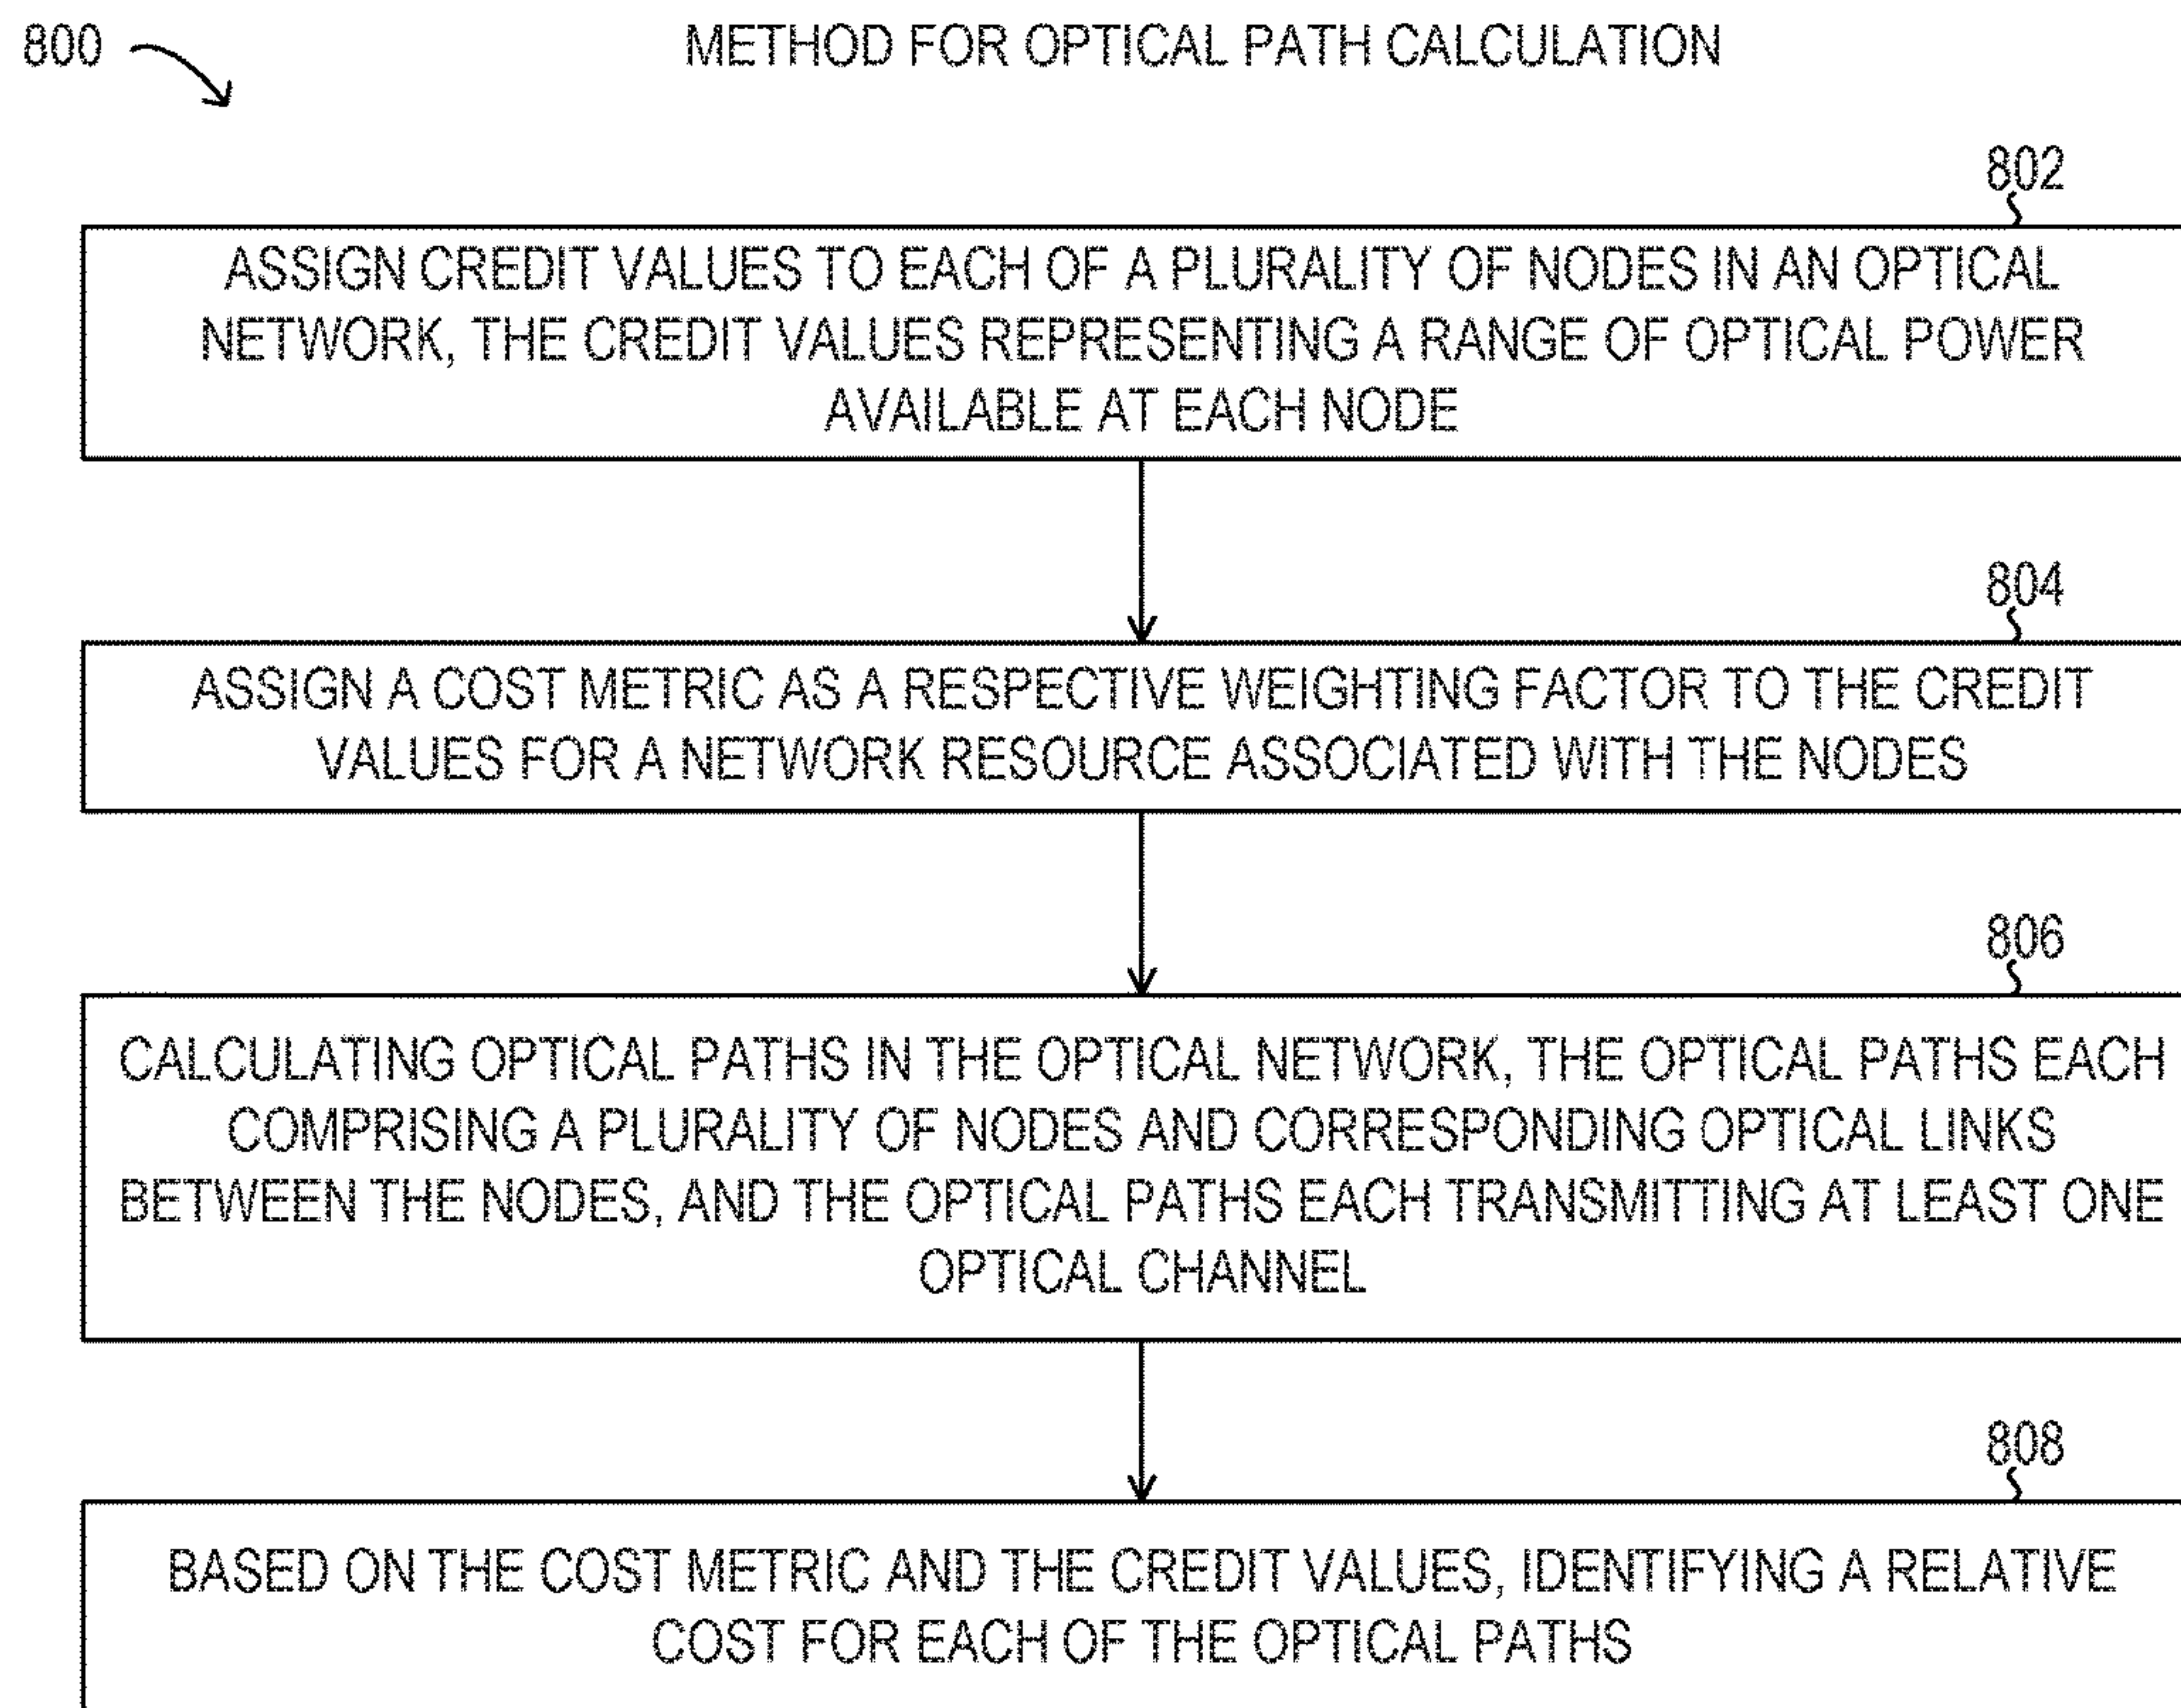 800
METHOD FOR OPTICAL PATH CALCULATION
802
ASSIGN CREDIT VALUES TO EACH OF A PLURALITY OF NODES IN AN OPTICAL
NETWORK, THE CREDIT VALUES REPRESENTING A RANGE OF OPTICAL POWER
AVAILABLE AT EACH NODE
804
ASSIGN A COST METRIC AS A RESPECTIVE WEIGHTING FACTOR TO THE CREDIT
VALUES FOR A NETWORK RESOURCE ASSOCIATED WITH THE NODES
806
CALCULATING OPTICAL PATHS IN THE OPTICAL NETWORK, THE OPTICAL PATHS EACH
COMPRISING A PLURALITY OF NODES AND CORRESPONDING OPTICAL LINKS
BETWEEN THE NODES, AND THE OPTICAL PATHS EACH TRANSMITTING AT LEAST ONE
OPTICAL CHANNEL
808
BASED ON THE COST METRIC AND THE CREDIT VALUES, IDENTIFYING A RELATIVE
COST FOR EACH OF THE OPTICAL PATHS